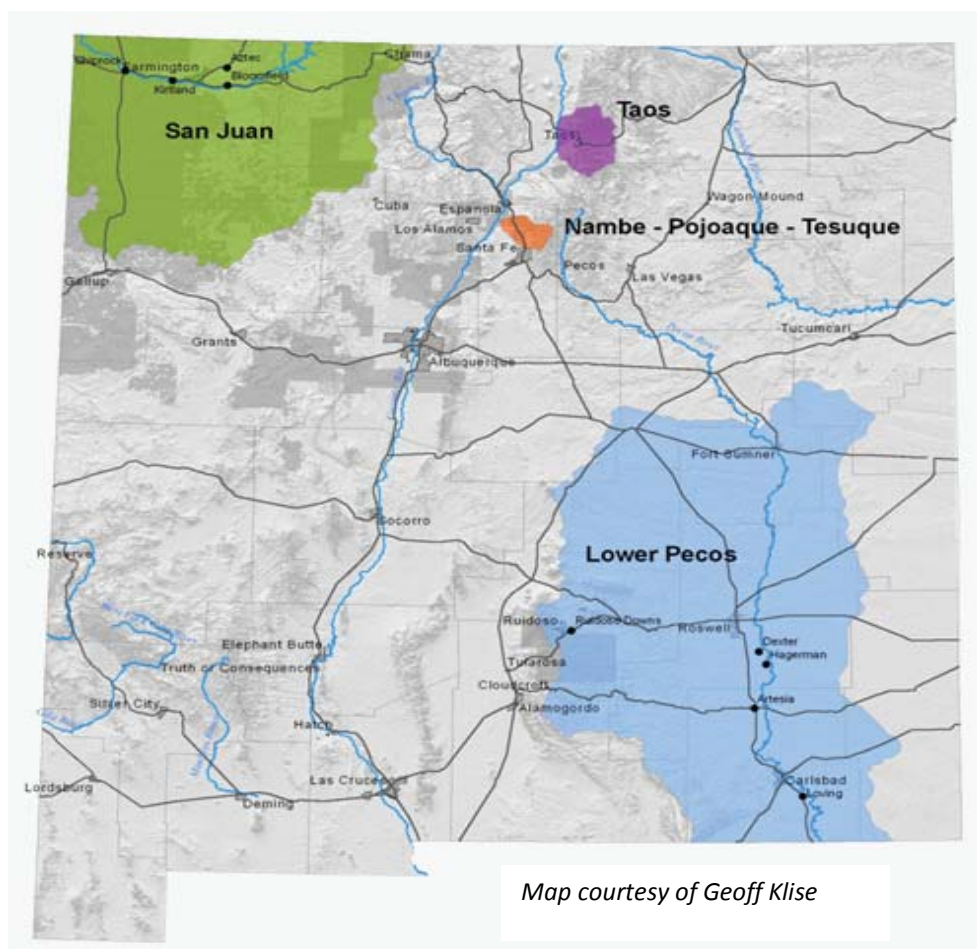 Chama
Shiprock
Farmington
Aztec
Kirtland
Bloomfield
San Juan
Taos
Taos
Cuba
Espanola
Wagon Mound
Los Alamos
Nambe - Pojoaque - Tesuque
Santa Fe
Pecos
Las Vegas
Gallup
Grants
Tucumcari
Pecos River
Albuquerque
Fort Sumner
Socorro
Reserve
Lower Pecos
Ruidoso
Ruidoso Downs
Roswell
Elephant Butte
Dexter
Hagerman
Truth or Consequences
Tularosa
Cloudcroft
Silver City
Alamogordo
Artesia
Hatch
Lordsburg
Las Cruces
Carlsbad
Loving
Deming
Map courtesy of Geoff Klise